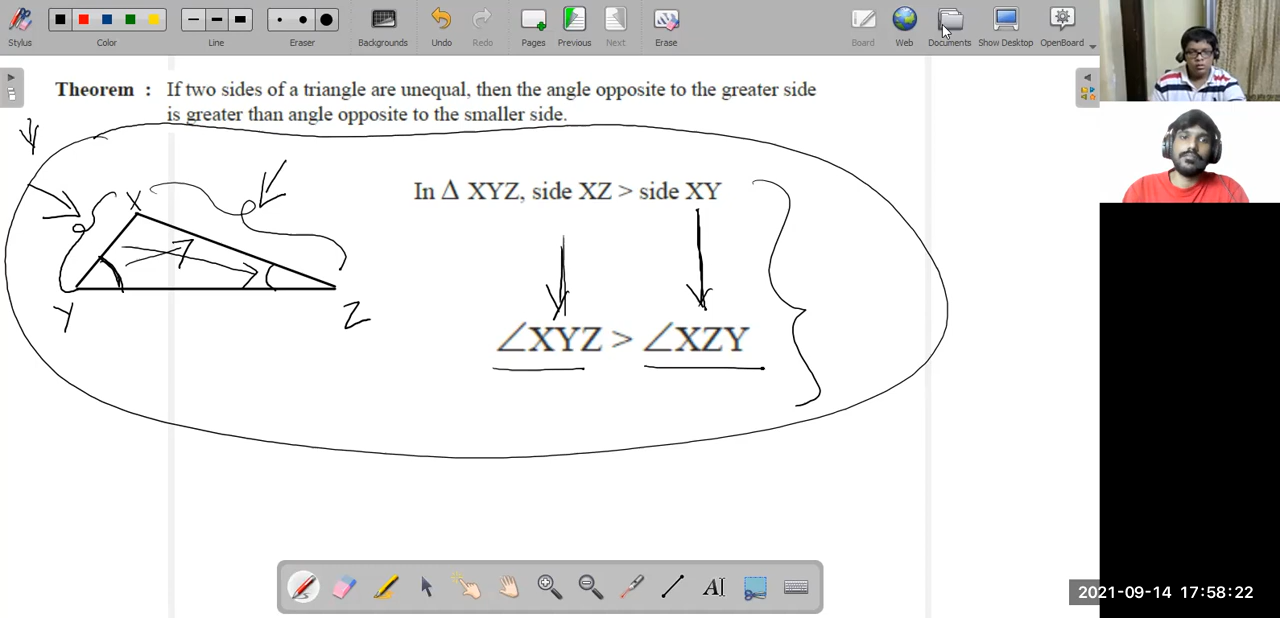 Stylus Color Line Eraser Backgrounds Undo Redo Pages Previous Next Erase Board Web Documents Show Desktop OpenBoard
Theorem : If two sides of a triangle are unequal, then the angle opposite to the greater side
is greater than angle opposite to the smaller side.
In Δ XYZ, side XZ > side XY
X
Y
Z
∠XYZ > ∠XZY
2021-09-14 17:58:22